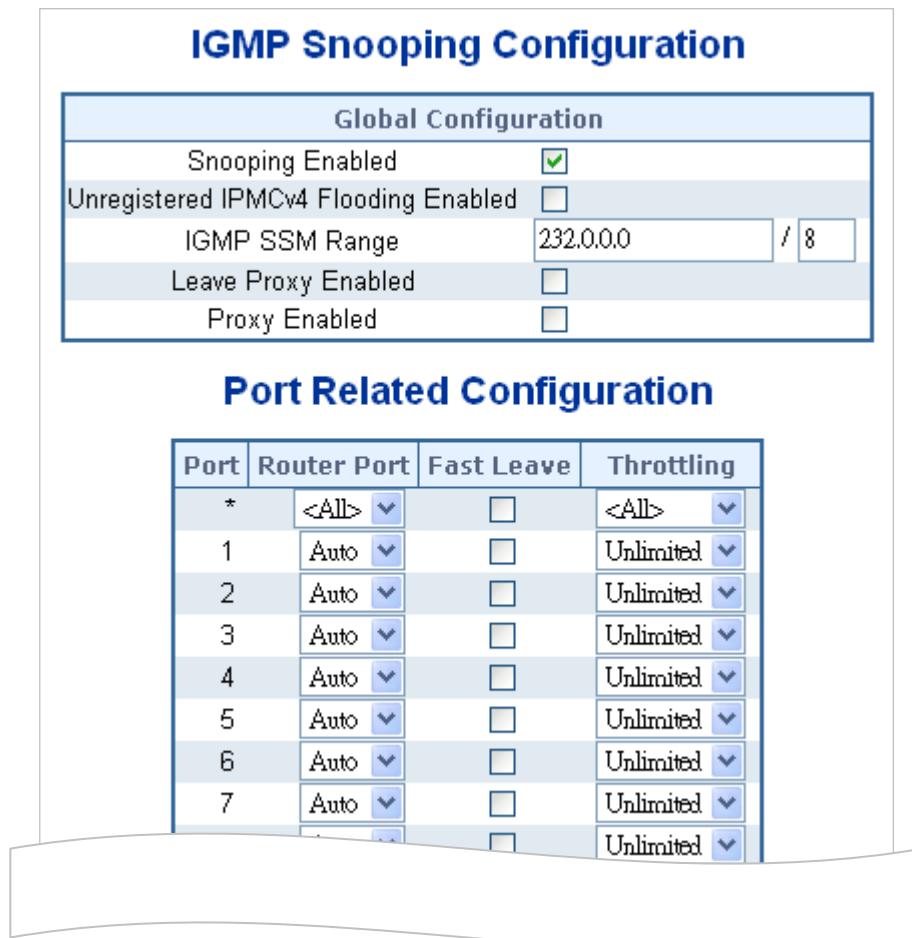 IGMP Snooping Configuration
Global Configuration
Snooping Enabled
Unregistered IPMCv4 Flooding Enabled
IGMP SSM Range 232.0.0.0 / 8
Leave Proxy Enabled
Proxy Enabled
Port Related Configuration
Port Router Port Fast Leave Throttling
* <All> <All>
1 Auto Unlimited
2 Auto Unlimited
3 Auto Unlimited
4 Auto Unlimited
5 Auto Unlimited
6 Auto Unlimited
7 Auto Unlimited
Unlimited